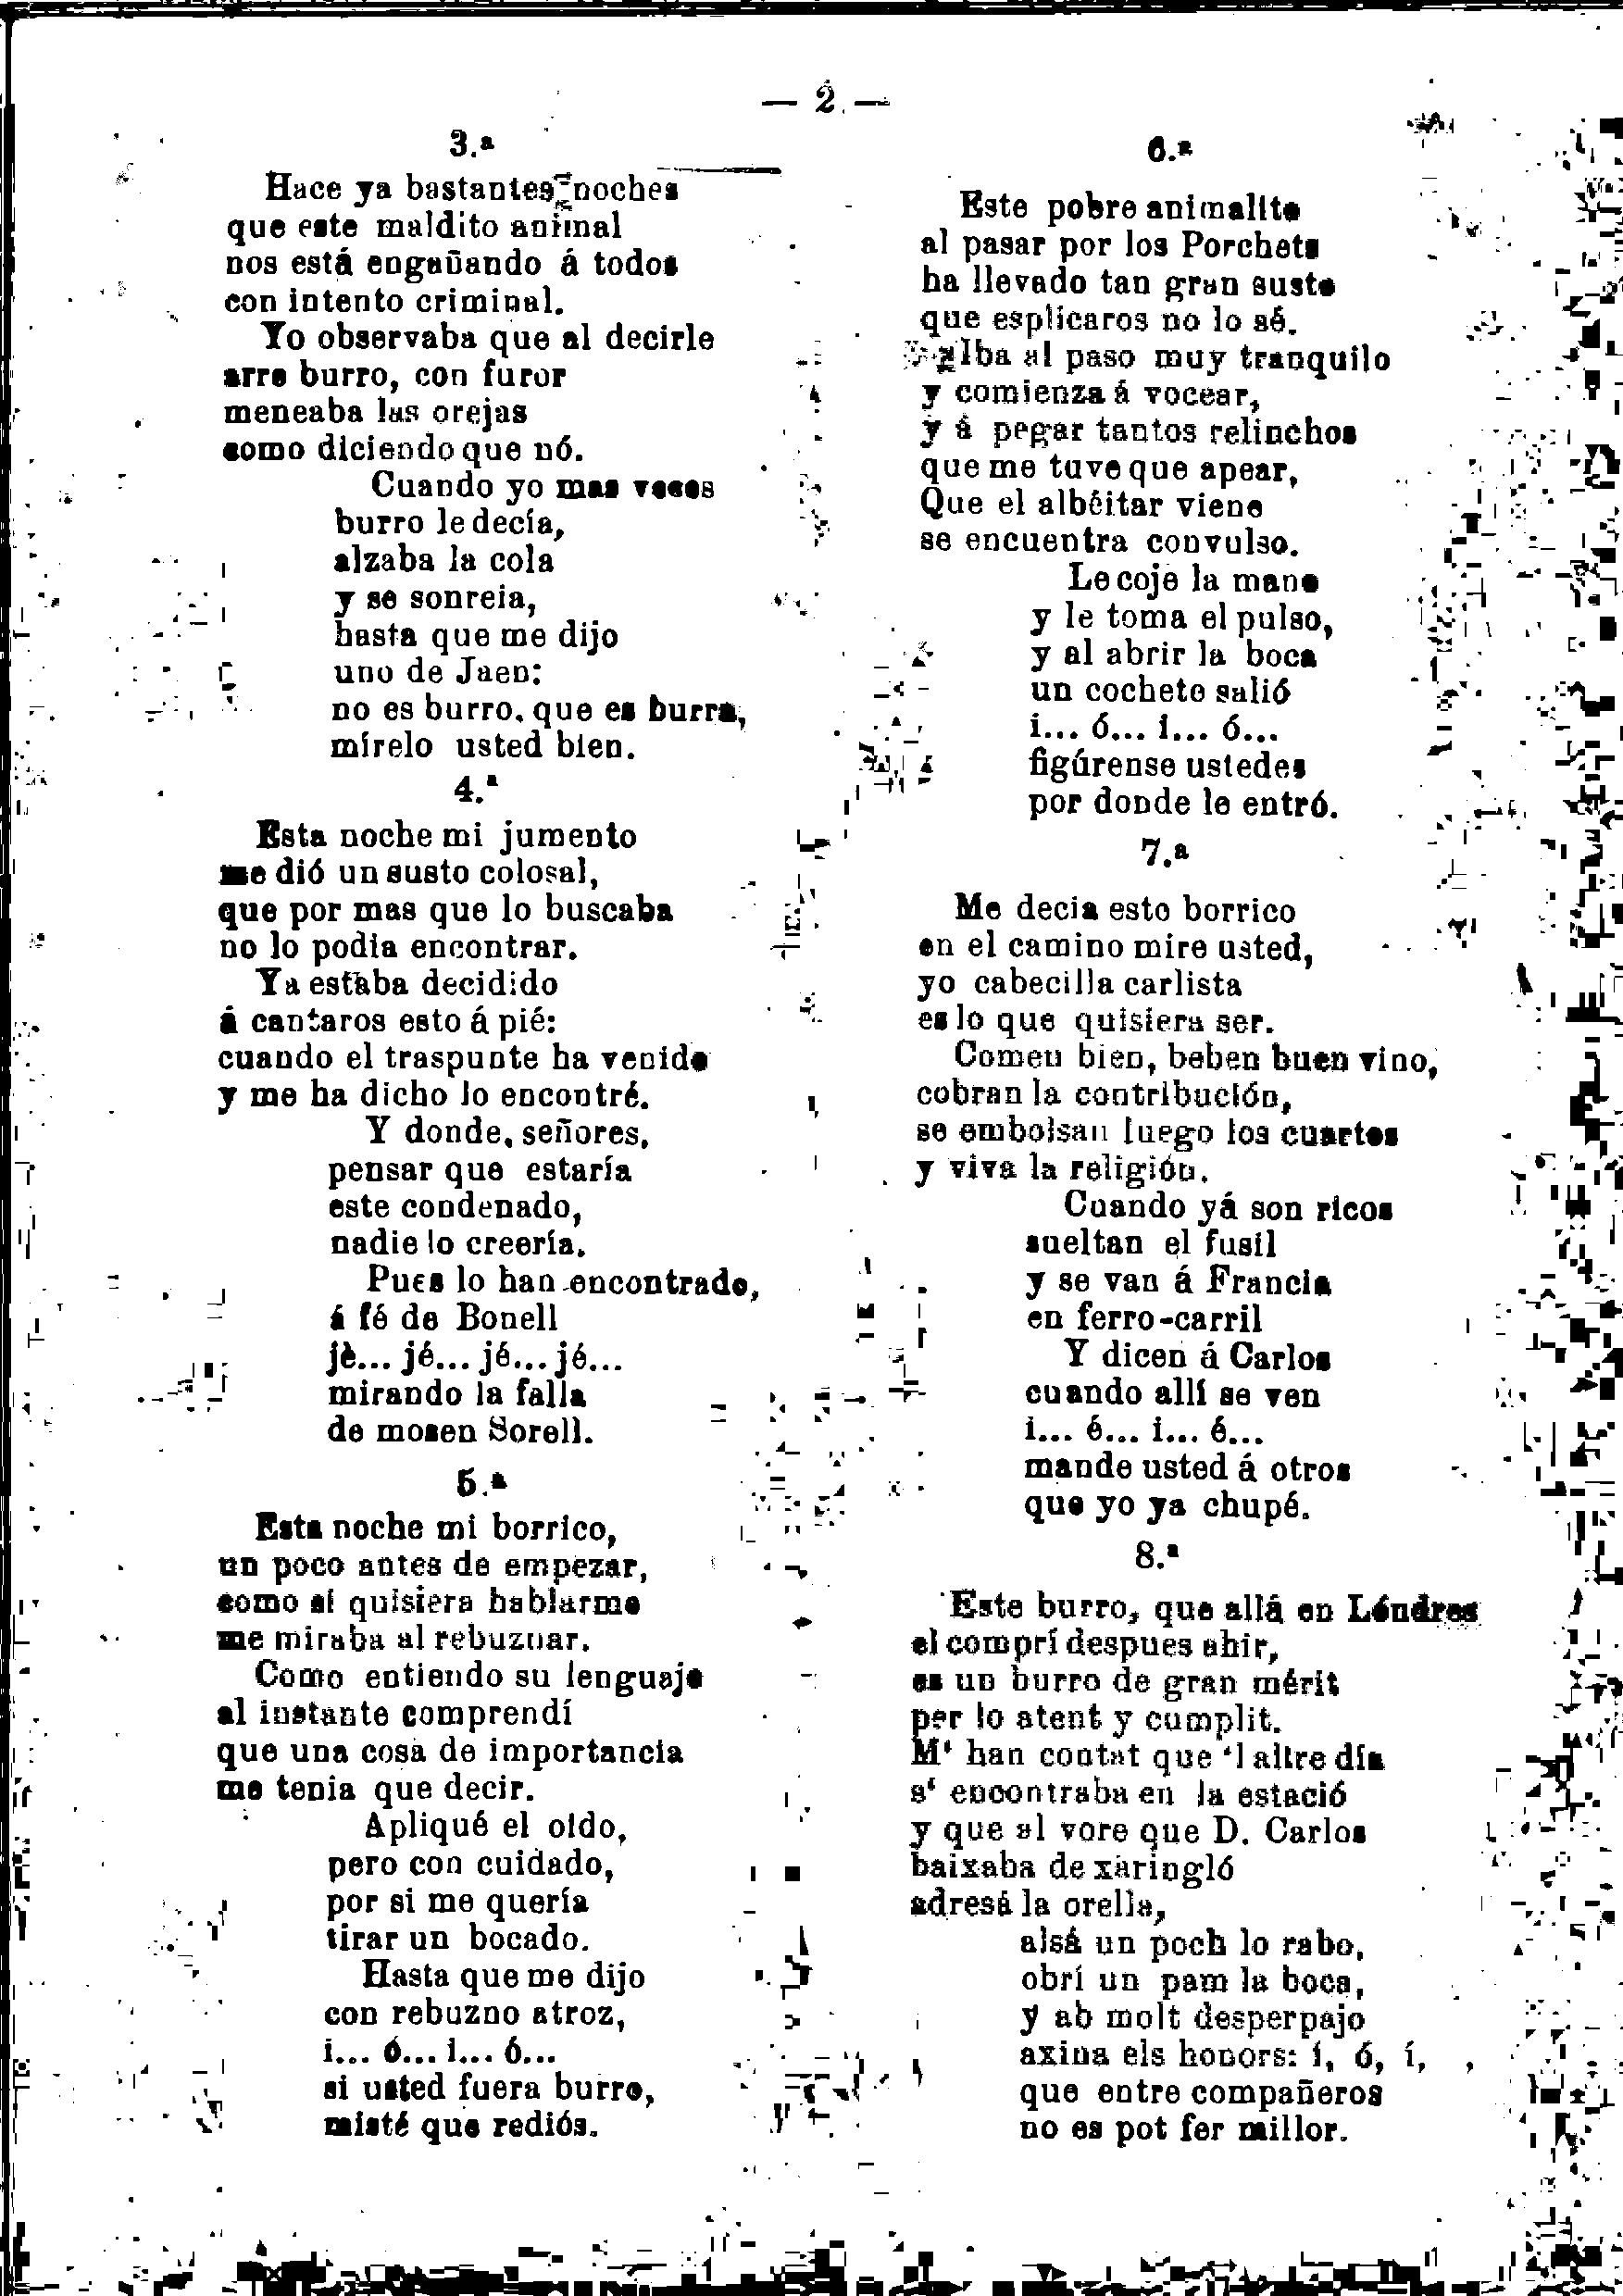 — 2 —
3.ª
Hace ya bastantes noches
que este maldito animal
nos está engañando á todos
con intento criminal.
Yo observaba que al decirle
arre burro, con furor
meneaba las orejas
como diciendo que nó.
Cuando yo mas veces
burro le decía,
alzaba la cola
y se sonreia,
hasta que me dijo
uno de Jaen:
no es burro, que es burra,
mírelo usted bien.
4.ª
Esta noche mi jumento
me dió un susto colosal,
que por mas que lo buscaba
no lo podia encontrar.
Ya estaba decidido
á cantaros esto á pié:
cuando el traspunte ha venido
y me ha dicho lo encontré.
Y donde, señores,
pensar que estaría
este condenado,
nadie lo creería.
Pues lo han encontrado,
á fé de Bonell
jè... jé... jé... jé...
mirando la falla
de mosen Sorell.
5.ª
Esta noche mi borrico,
un poco antes de empezar,
como si quisiera hablarme
me miraba al rebuznar.
Como entiendo su lenguaje
al instante comprendí
que una cosa de importancia
me tenia que decir.
Apliqué el oido,
pero con cuidado,
por si me quería
tirar un bocado.
Hasta que me dijo
con rebuzno atroz,
i... ó... i... ó...
si usted fuera burro,
misté que rediós.
6.ª
Este pobre animalito
al pasar por los Porchets
ha llevado tan gran susto
que esplicaros no lo sé.
Iba al paso muy tranquilo
y comienza á vocear,
y á pegar tantos relinchos
que me tuve que apear,
Que el albéitar viene
se encuentra convulso.
Le coje la mano
y le toma el pulso,
y al abrir la boca
un cochete salió
i... ó... i... ó...
figúrense ustedes
por donde le entró.
7.ª
Me decia esto borrico
en el camino mire usted,
yo cabecilla carlista
es lo que quisiera ser.
Comen bien, beben buen vino,
cobran la contribución,
se embolsan luego los cuartos
y viva la religión.
Cuando yá son ricos
sueltan el fusil
y se van á Francia
en ferro-carril
Y dicen á Carlos
cuando allí se ven
i... é... i... é...
mande usted á otros
que yo ya chupé.
8.ª
Este burro, que allá en Lóndres
el comprí despues ahir,
es un burro de gran mérit
per lo atent y cumplit.
M‘ han contat que ‘l altre día
s‘ encontraba en la estació
y que al vore que D. Carlos
baixaba de xaringló
adresá la orella,
alsá un poch lo rabo,
obrí un pam la boca,
y ab molt desperpajo
axina els honors: í, ó, í,
que entre compañeros
no es pot fer millor.